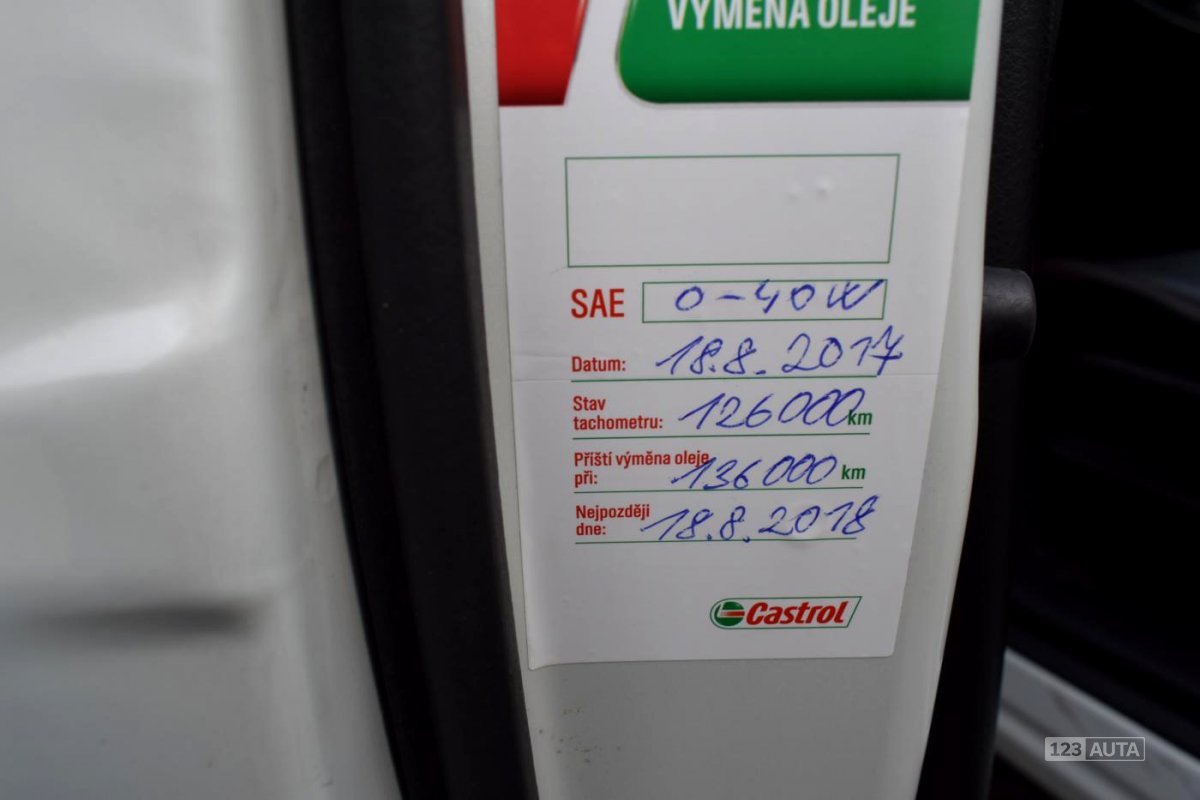 VÝMĚNA OLEJE
SAE 0-40W
Datum: 18.8.2017
Stav
tachometru: 126000 km
Příští výměna oleje
při: 136000 km
Nejpozději
dne: 18.8.2018
Castrol
123 AUTA